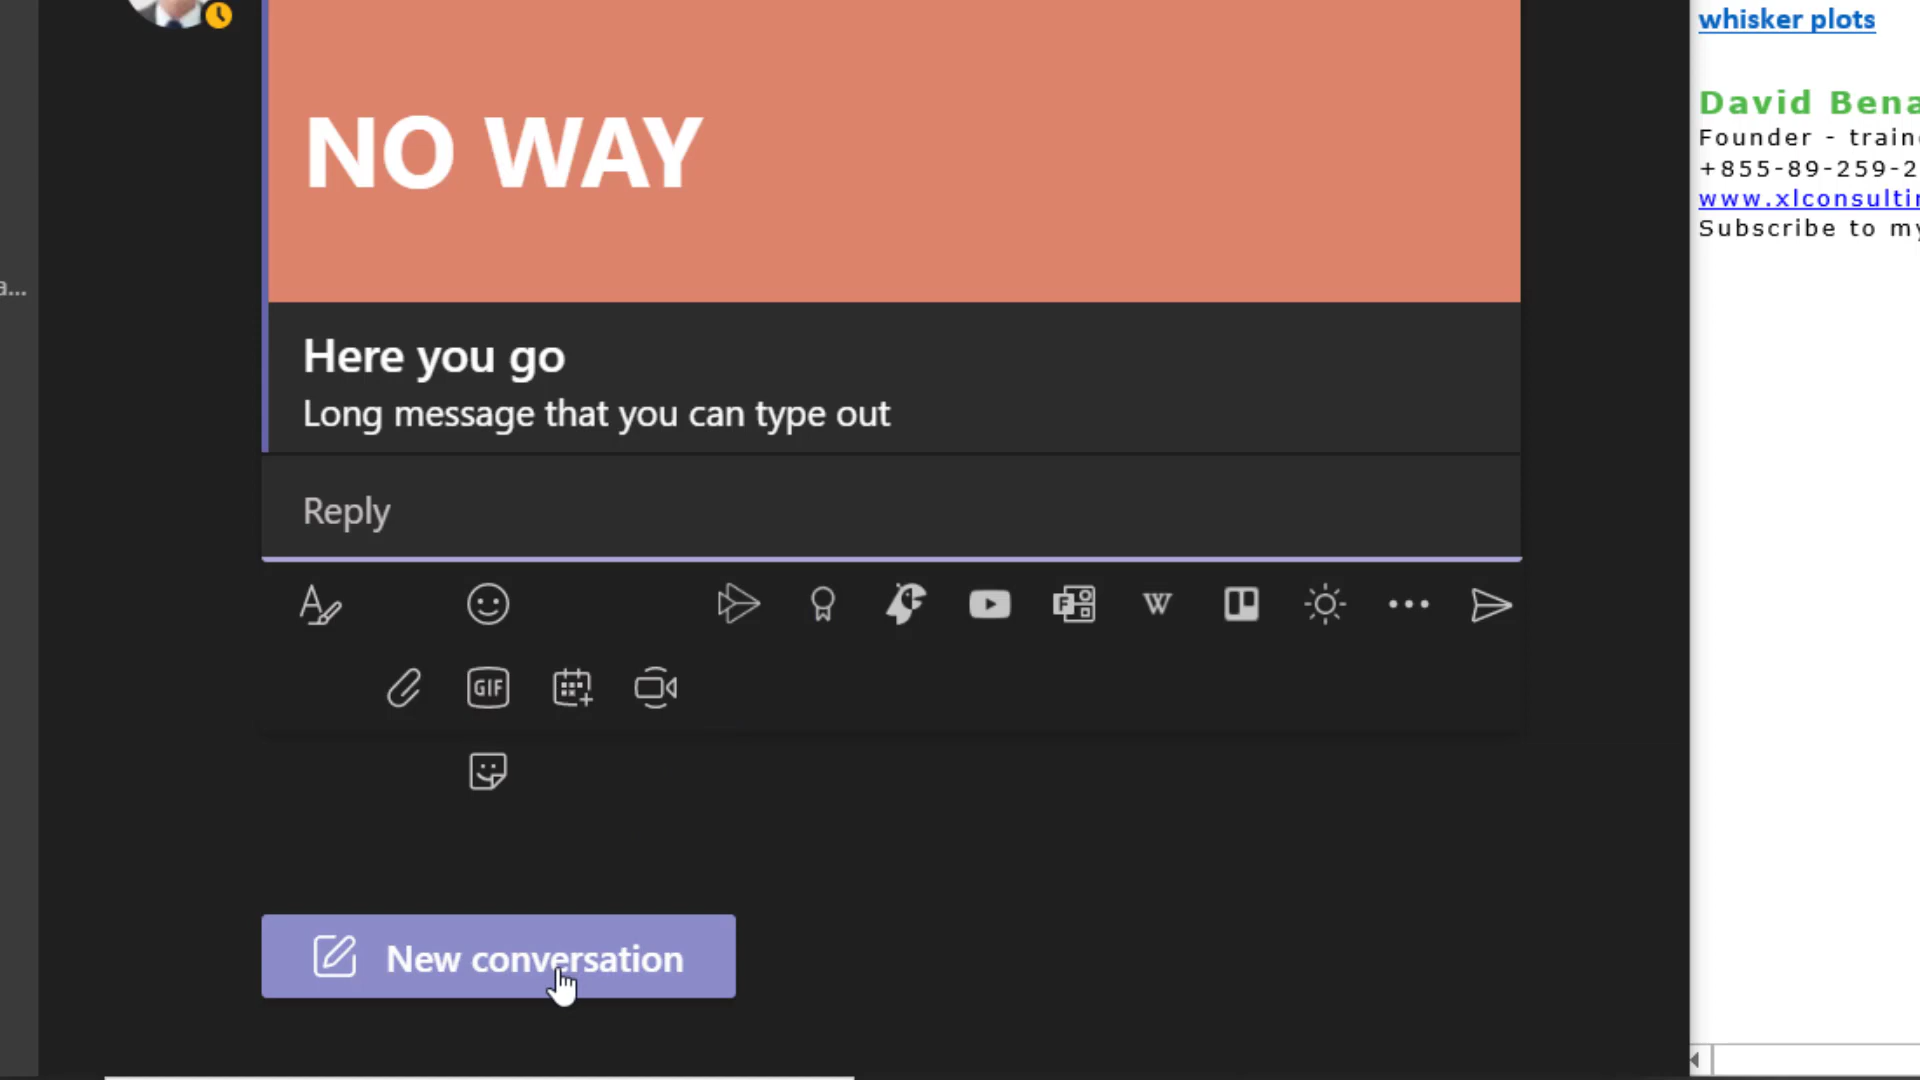 NO WAY
Here you go
Long message that you can type out
Reply
GIF
New conversation
a...
whisker plots
David Bena
Founder - train
+855-89-259-2
www.xlconsulti
Subscribe to my